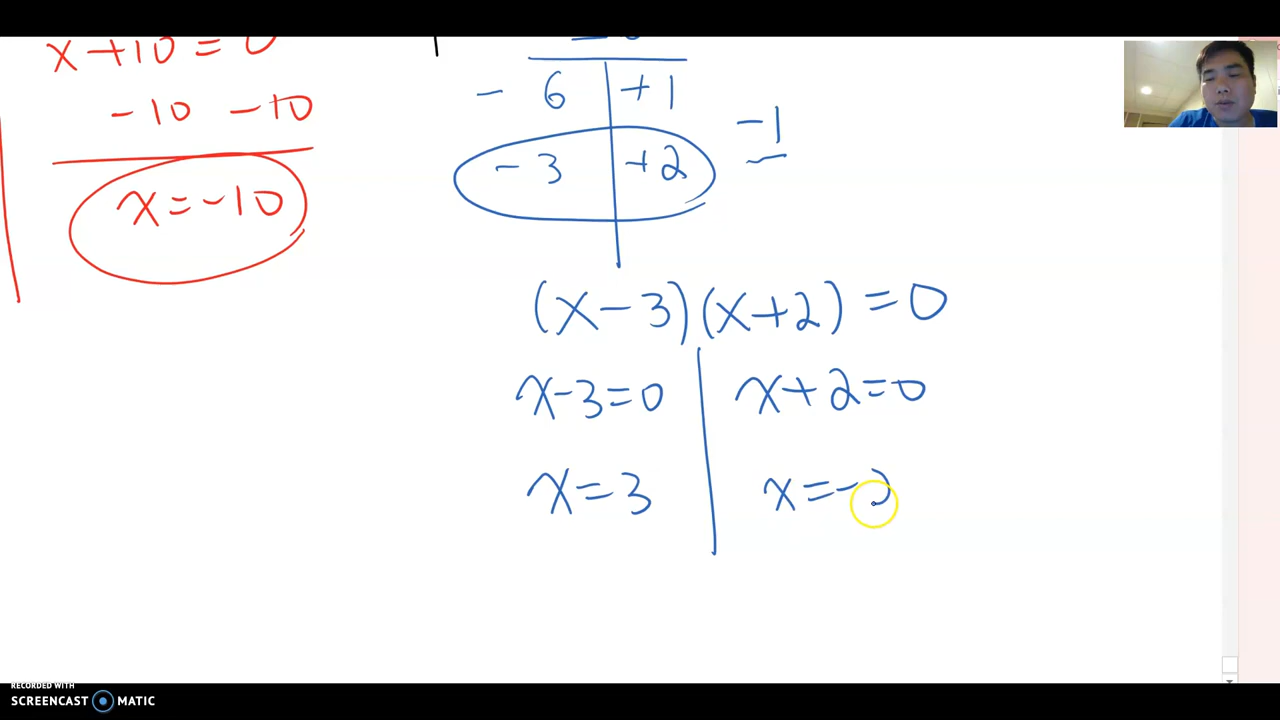 x+10=0
-10 -10
x=-10
-6 +1
-3 +2
-1
(x-3)(x+2)=0
x-3=0
x+2=0
x=3
x=-
RECORDED WITH
SCREENCAST MATIC